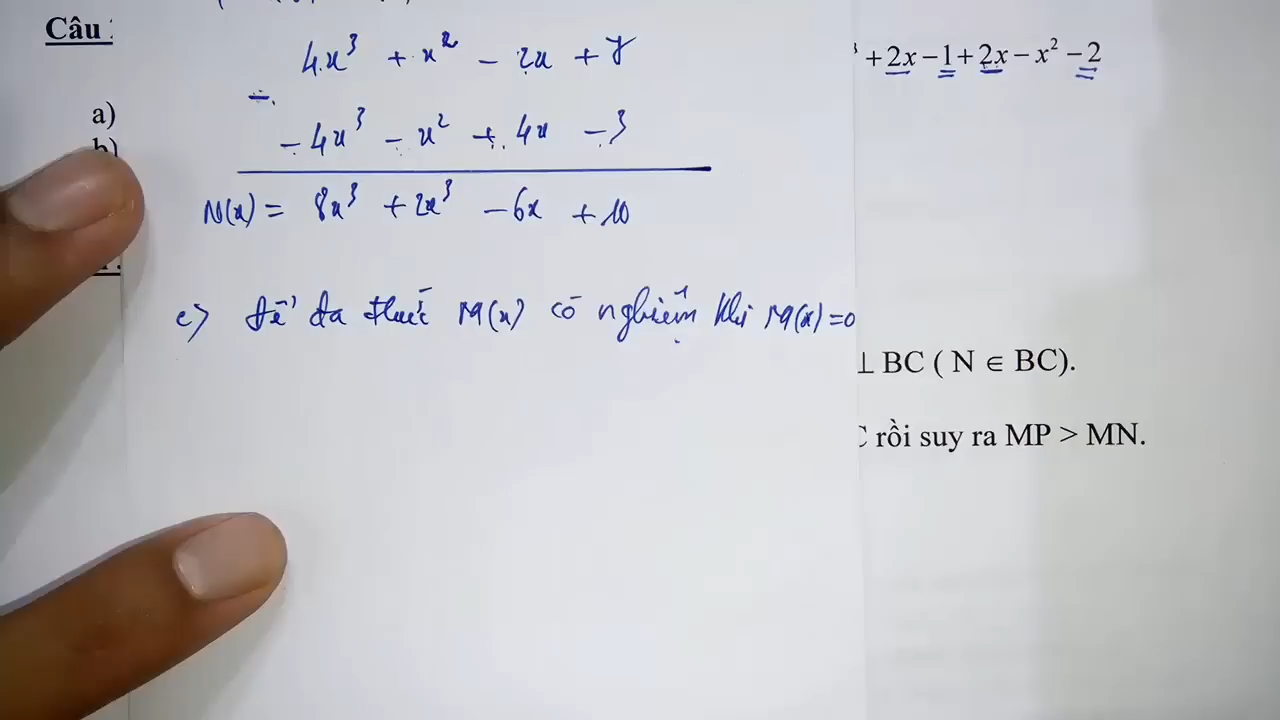 Câu
4x³ + x² - 2x + 7
+2x – 1 + 2x – x² – 2
a)
-
b)
- 4x³ - x² + 4x - 3
N(x) = 8x³ + 2x³ - 6x + 10
c) Để đa thức M(x) có nghiệm khi M(x)=0
⊥ BC ( N ∈ BC).
rồi suy ra MP > MN.